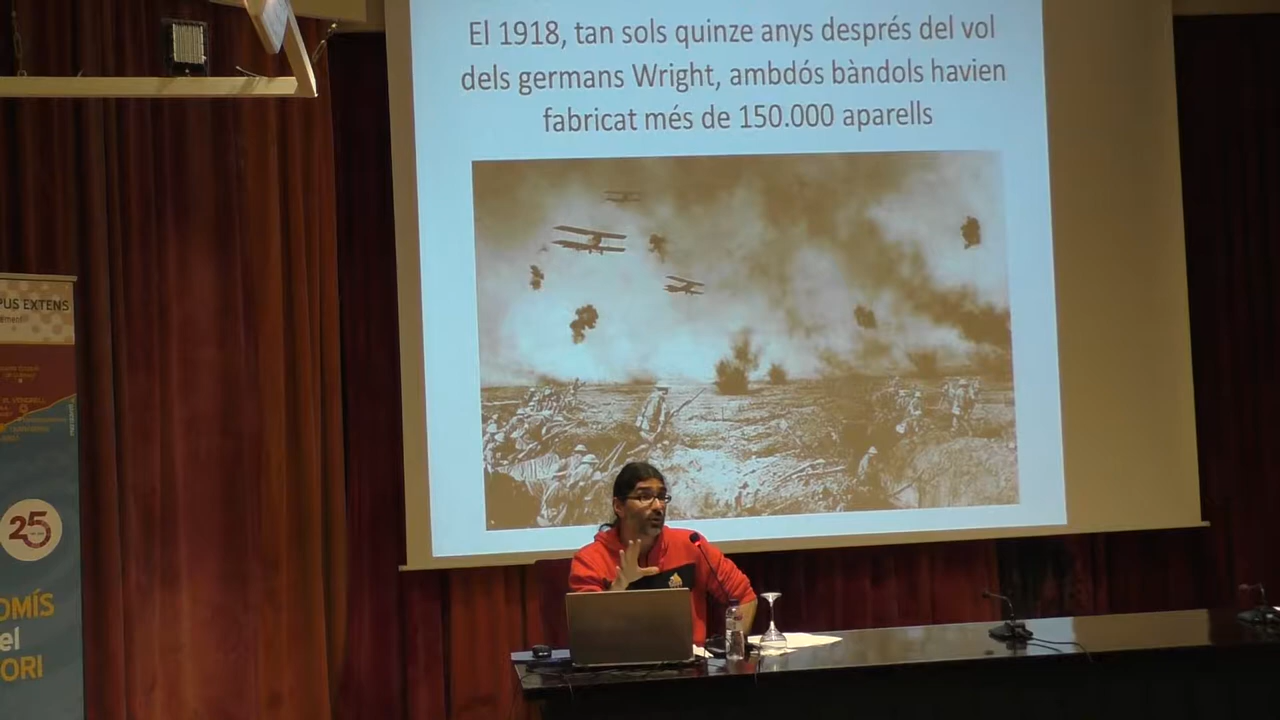 El 1918, tan sols quinze anys després del vol
dels germans Wright, ambdós bàndols havien
fabricat més de 150.000 aparells
PUS EXTENS
25
OMÍS
el
ORI